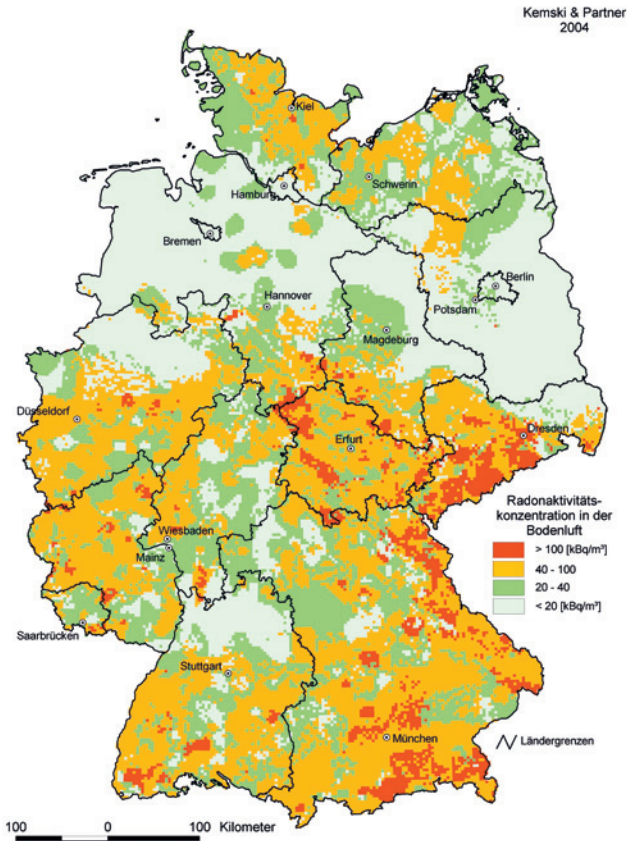 Kemski & Partner
2004
Kiel
Schwerin
Hamburg
Bremen
Berlin
Hannover
Potsdam
Magdeburg
Düsseldorf
Dresden
Erfurt
Radonaktivitäts-
konzentration in der
Bodenluft
> 100 [kBq/m³]
40 - 100
20 - 40
< 20 [kBq/m³]
Wiesbaden
Mainz
Saarbrücken
Stuttgart
München
Ländergrenzen
100 0 100 Kilometer